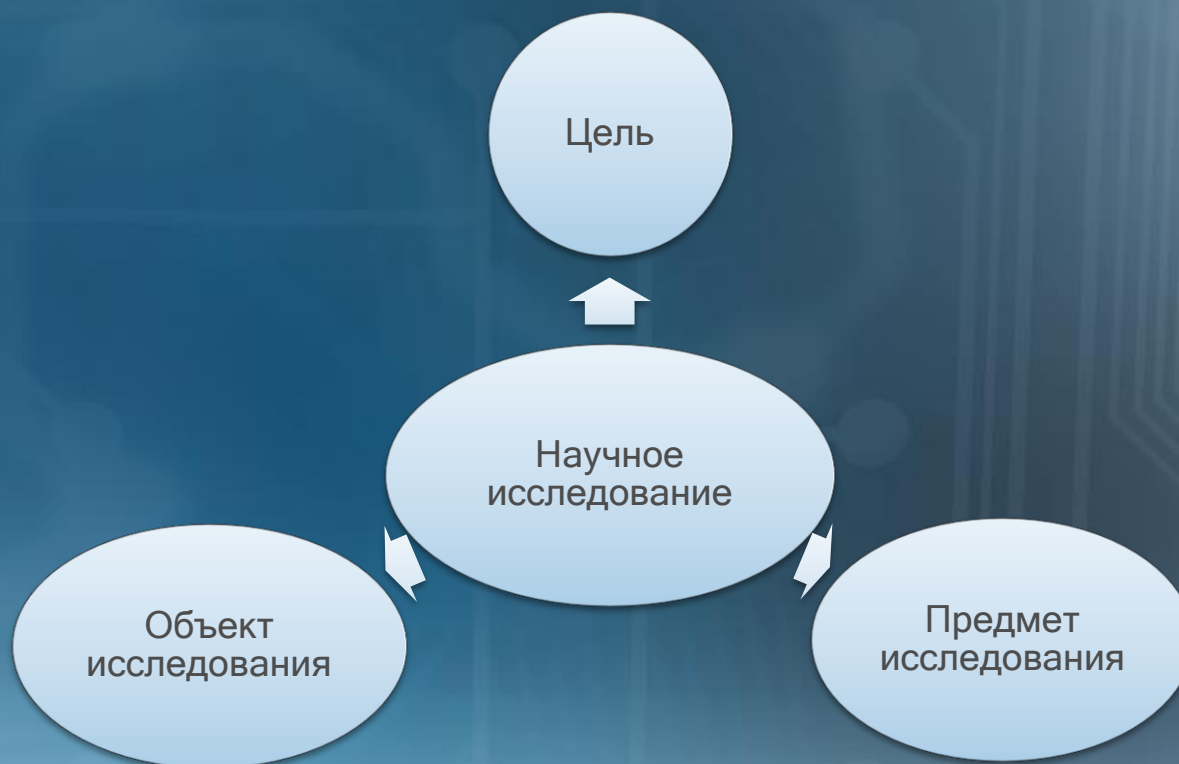 Цель
Научное
исследование
Объект
исследования
Предмет
исследования